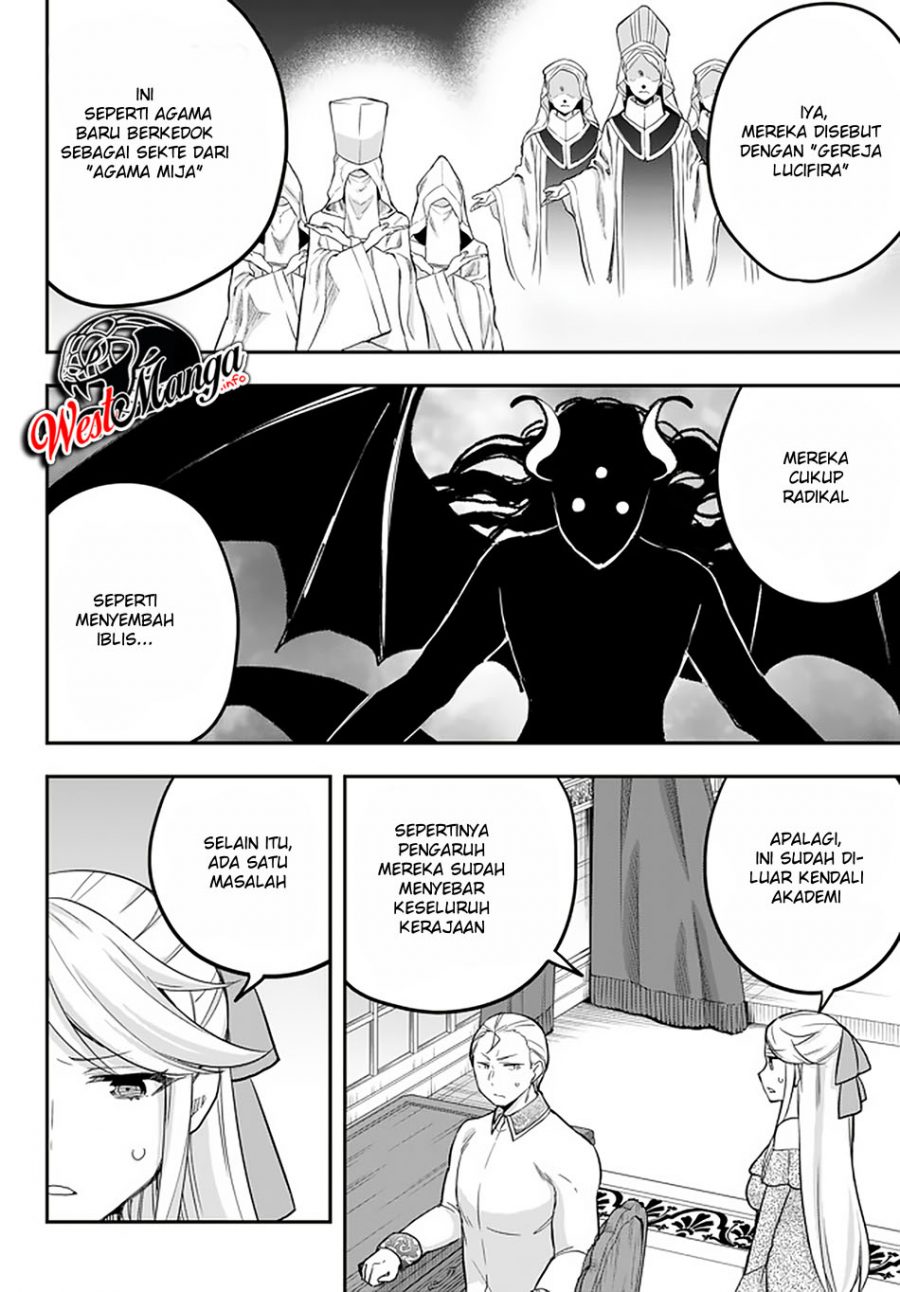 IYA,
MEREKA DISEBUT
DENGAN "GEREJA
LUCIFIRA"
INI
SEPERTI AGAMA
BARU BERKEDOK
SEBAGAI SEKTE DARI
"AGAMA MIJA"
WestManga
.info
MEREKA
CUKUP
RADIKAL
SEPERTI
MENYEMBAH
IBLIS...
APALAGI,
INI SUDAH DI-
LUAR KENDALI
AKADEMI
SEPERTINYA
PENGARUH
MEREKA SUDAH
MENYEBAR
KESELURUH
KERAJAAN
SELAIN ITU,
ADA SATU
MASALAH